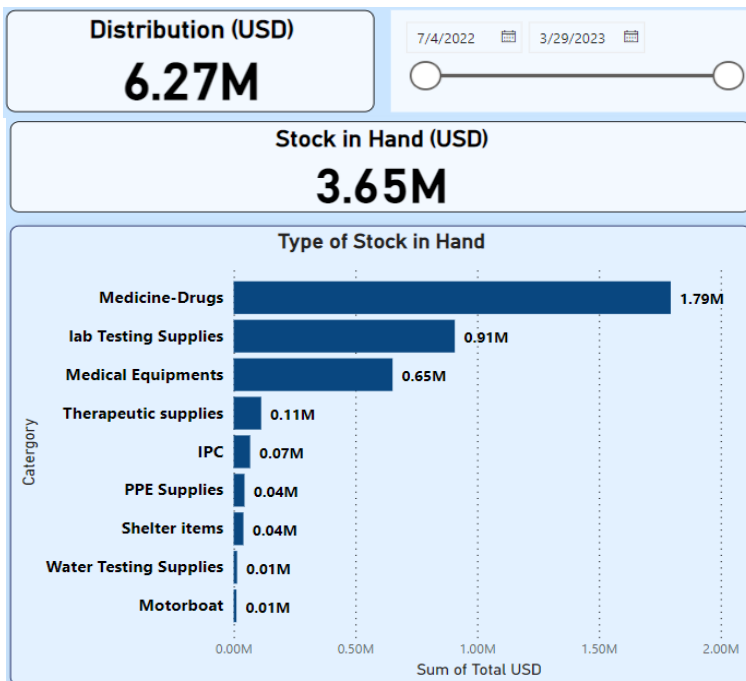 Distribution (USD)
6.27M
7/4/2022
3/29/2023
Stock in Hand (USD)
3.65M
Type of Stock in Hand
Catergory
Medicine-Drugs 1.79M
lab Testing Supplies 0.91M
Medical Equipments 0.65M
Therapeutic supplies 0.11M
IPC 0.07M
PPE Supplies 0.04M
Shelter items 0.04M
Water Testing Supplies 0.01M
Motorboat 0.01M
0.00M 0.50M 1.00M 1.50M 2.00M
Sum of Total USD